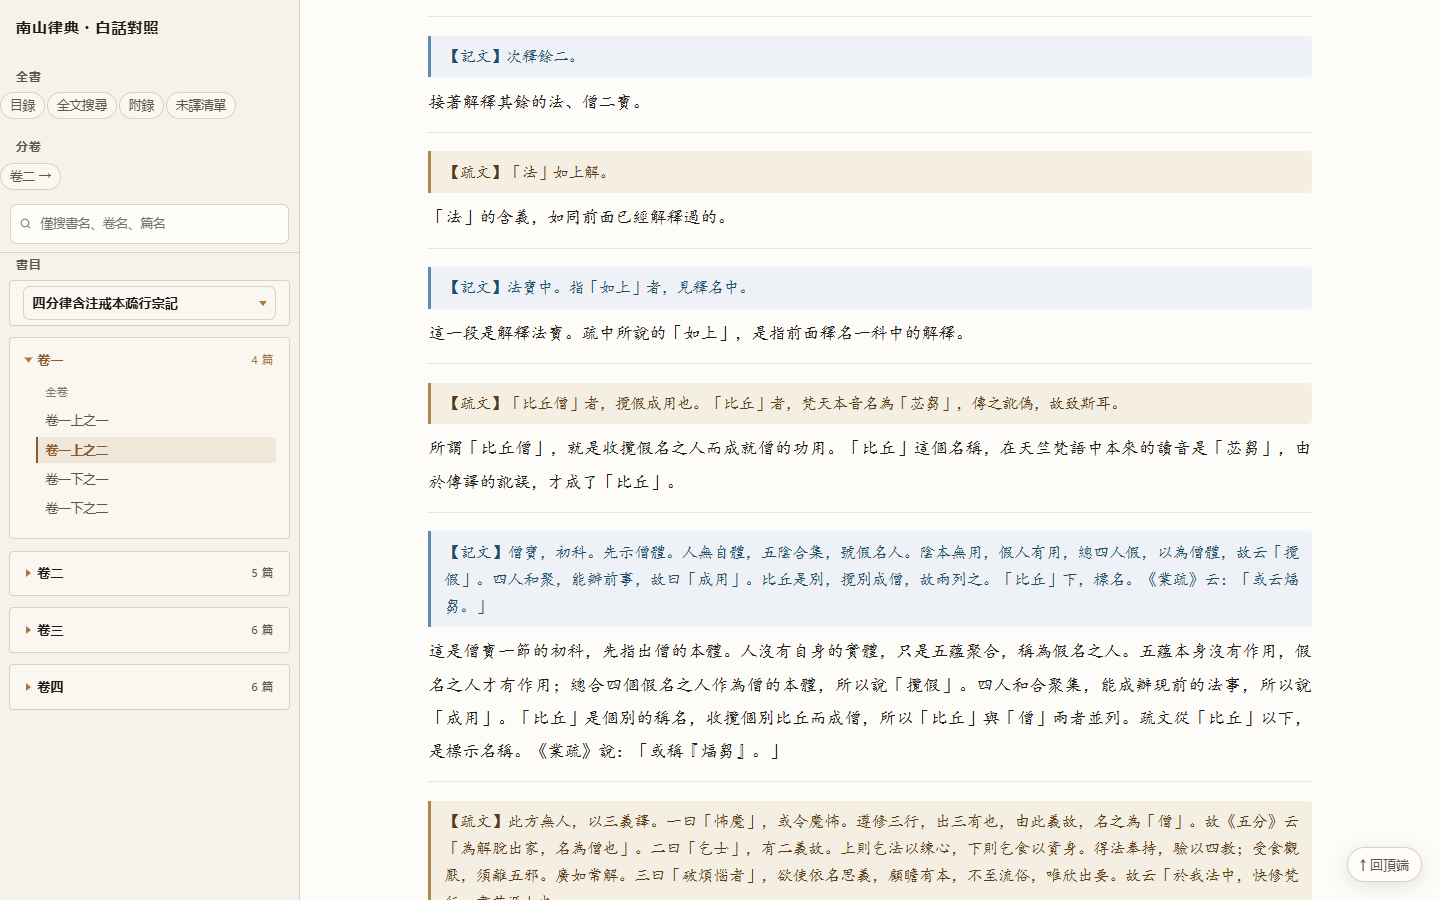 南山律典・白話對照
全書
目錄 全文搜尋 附錄 未譯清單
分卷
卷二 →
僅搜書名、卷名、篇名
書目
四分律含注戒本疏行宗記
卷一 4 篇
全卷
卷一上之一
卷一上之二
卷一下之一
卷一下之二
卷二 5 篇
卷三 6 篇
卷四 6 篇
【記文】次釋餘二。
接著解釋其餘的法、僧二寶。
【疏文】「法」如上解。
「法」的含義，如同前面已經解釋過的。
【記文】法寶中。指「如上」者，見釋名中。
這一段是解釋法寶。疏中所說的「如上」，是指前面釋名一科中的解釋。
【疏文】「比丘僧」者，攬假成用也。「比丘」者，梵天本音名為「苾芻」，傳之訛偽，故致斯耳。
所謂「比丘僧」，就是收攬假名之人而成就僧的功用。「比丘」這個名稱，在天竺梵語中本來的讀音是「苾芻」，由
於傳譯的訛誤，才成了「比丘」。
【記文】僧寶，初科。先示僧體。人無自體，五陰合集，號假名人。陰本無用，假人有用，總四人假，以為僧體，故云「攬
假」。四人和聚，能辦前事，故曰「成用」。比丘是別，攬別成僧，故兩列之。「比丘」下，標名。《業疏》云：「或云煏
芻。」
這是僧寶一節的初科，先指出僧的本體。人沒有自身的實體，只是五蘊聚合，稱為假名之人。五蘊本身沒有作用，假
名之人才有作用；總合四個假名之人作為僧的本體，所以說「攬假」。四人和合聚集，能成辦現前的法事，所以說
「成用」。「比丘」是個別的稱名，收攬個別比丘而成僧，所以「比丘」與「僧」兩者並列。疏文從「比丘」以下，
是標示名稱。《業疏》說：「或稱『煏芻』。」
【疏文】此方無人，以三義譯。一曰「怖魔」，或令魔怖。遵修三行，出三有也，由此義故，名之為「僧」。故《五分》云
「為解脫出家，名為僧也」。二曰「乞士」，有二義故。上則乞法以練心，下則乞食以資身。得法奉持，驗以四教；受食觀
厭，須離五邪。廣如常解。三曰「破煩惱者」，欲使依名思義，顧瞻有本，不至流俗，唯欣出要。故云「於我法中，快修梵
↑ 回頂端